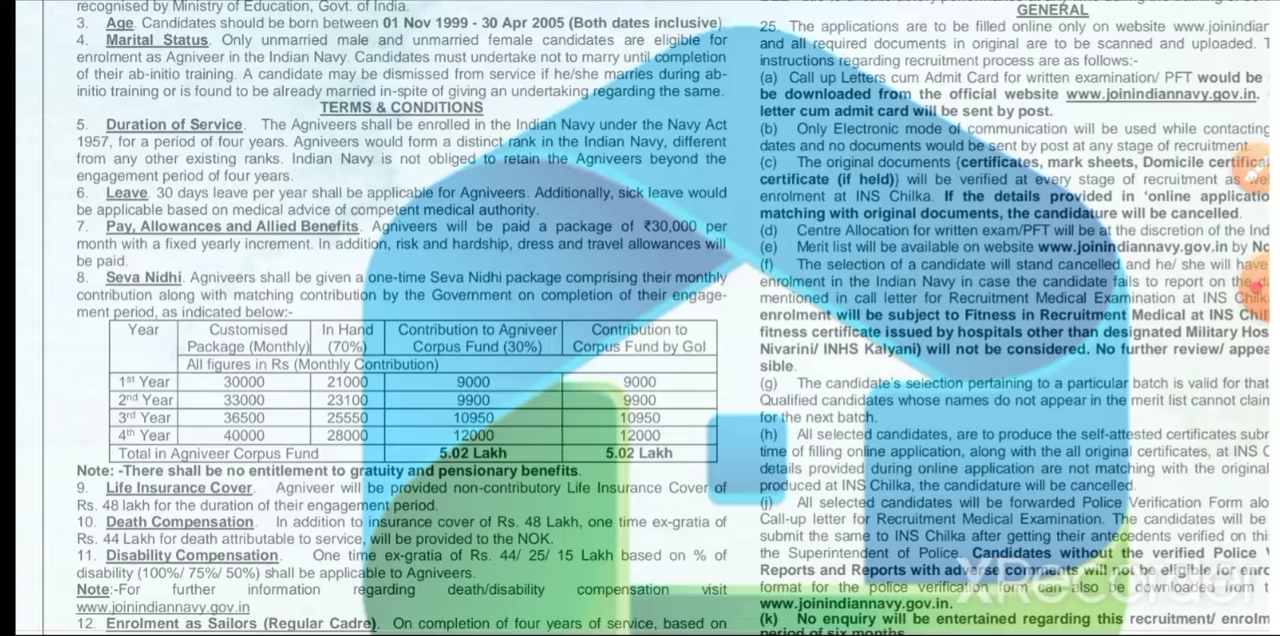 recognised by Ministry of Education, Govt. of India.
3. Age. Candidates should be born between 01 Nov 1999 - 30 Apr 2005 (Both dates inclusive)
4. Marital Status. Only unmarried male and unmarried female candidates are eligible for
enrolment as Agniveer in the Indian Navy. Candidates must undertake not to marry until completion
of their ab-initio training. A candidate may be dismissed from service if he/she marries during ab-
initio training or is found to be already married in-spite of giving an undertaking regarding the same.
TERMS & CONDITIONS
5. Duration of Service. The Agniveers shall be enrolled in the Indian Navy under the Navy Act
1957, for a period of four years. Agniveers would form a distinct rank in the Indian Navy, different
from any other existing ranks. Indian Navy is not obliged to retain the Agniveers beyond the
engagement period of four years.
6. Leave. 30 days leave per year shall be applicable for Agniveers. Additionally, sick leave would
be applicable based on medical advice of competent medical authority.
7. Pay, Allowances and Allied Benefits. Agniveers will be paid a package of ₹30,000 per
month with a fixed yearly increment. In addition, risk and hardship, dress and travel allowances will
be paid.
8. Seva Nidhi. Agniveers shall be given a one-time Seva Nidhi package comprising their monthly
contribution along with matching contribution by the Government on completion of their engage-
ment period, as indicated below:-
Year Customised Package (Monthly) In Hand (70%) Contribution to Agniveer Corpus Fund (30%) Contribution to Corpus Fund by GoI
All figures in Rs (Monthly Contribution)
1st Year 30000 21000 9000 9000
2nd Year 33000 23100 9900 9900
3rd Year 36500 25550 10950 10950
4th Year 40000 28000 12000 12000
Total in Agniveer Corpus Fund 5.02 Lakh 5.02 Lakh
Note: -There shall be no entitlement to gratuity and pensionary benefits.
9. Life Insurance Cover. Agniveer will be provided non-contributory Life Insurance Cover of
Rs. 48 lakh for the duration of their engagement period.
10. Death Compensation. In addition to insurance cover of Rs. 48 Lakh, one time ex-gratia of
Rs. 44 Lakh for death attributable to service, will be provided to the NOK.
11. Disability Compensation. One time ex-gratia of Rs. 44/ 25/ 15 Lakh based on % of
disability (100%/ 75%/ 50%) shall be applicable to Agniveers.
Note:-For further information regarding death/disability compensation visit
www.joinindiannavy.gov.in
12. Enrolment as Sailors (Regular Cadre). On completion of four years of service, based on
GENERAL
25. The applications are to be filled online only on website www.joinindian
and all required documents in original are to be scanned and uploaded.
instructions regarding recruitment process are as follows:-
(a) Call up Letters cum Admit Card for written examination/ PFT would be
be downloaded from the official website www.joinindiannavy.gov.in.
letter cum admit card will be sent by post.
(b) Only Electronic mode of communication will be used while contacting
dates and no documents would be sent by post at any stage of recruitment.
(c) The original documents (certificates, mark sheets, Domicile
certificate (if held)) will be verified at every stage of recruitment as
enrolment at INS Chilka. If the details provided in 'online
matching with original documents, the candidature will be cancelled.
(d) Centre Allocation for written exam/PFT will be at the discretion of the Ind
(e) Merit list will be available on website www.joinindiannavy.gov.in by
(f) The selection of a candidate will stand cancelled and he/ she will have
enrolment in the Indian Navy in case the candidate fails to report on the
mentioned in call letter for Recruitment Medical Examination at INS
enrolment will be subject to Fitness in Recruitment Medical at INS
fitness certificate issued by hospitals other than designated Military Hos
Nivarini/ INHS Kalyani) will not be considered. No further review/ appea
sible.
(g) The candidate's selection pertaining to a particular batch is valid for that
Qualified candidates whose names do not appear in the merit list cannot
for the next batch.
(h) All selected candidates, are to produce the self-attested certificates
time of filling online application, along with the all original certificates, at INS C
details provided during online application are not matching with the original
produced at INS Chilka, the candidature will be cancelled.
(j) All selected candidates will be forwarded Police Verification Form
Call-up letter for Recruitment Medical Examination. The candidates will be
submit the same to INS Chilka after getting their antecedents verified on
the Superintendent of Police. Candidates without the verified Police
Reports and Reports with adverse comments will not be eligible for
format for the police verification form can also be downloaded from
www.joinindiannavy.gov.in.
(k) No enquiry will be entertained regarding this recruitment/ enrolm
period of six months
XRecorder